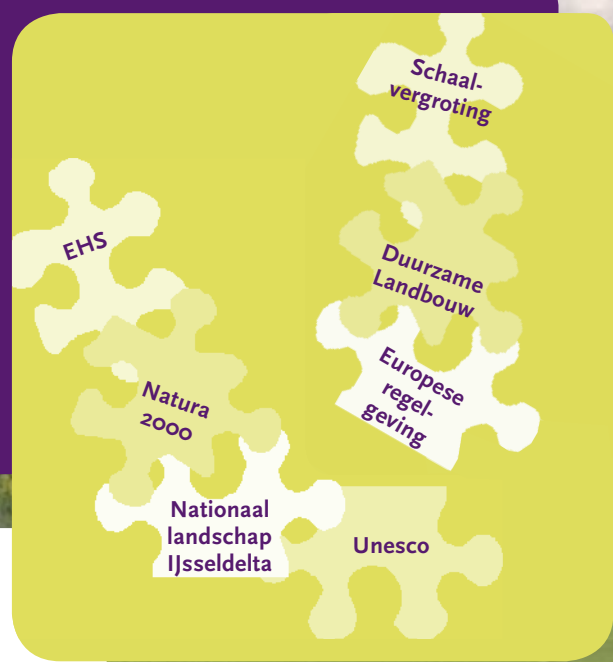 Schaal-
vergroting
EHS
Duurzame
Landbouw
Natura
2000
Europese
regel-
geving
Nationaal
landschap
IJsseldelta
Unesco